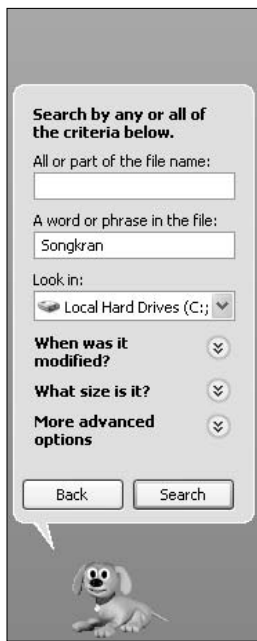 Search by any or all of
the criteria below.
All or part of the file name:
A word or phrase in the file:
Songkran
Look in:
Local Hard Drives (C:;
When was it
modified?
What size is it?
More advanced
options
Back Search